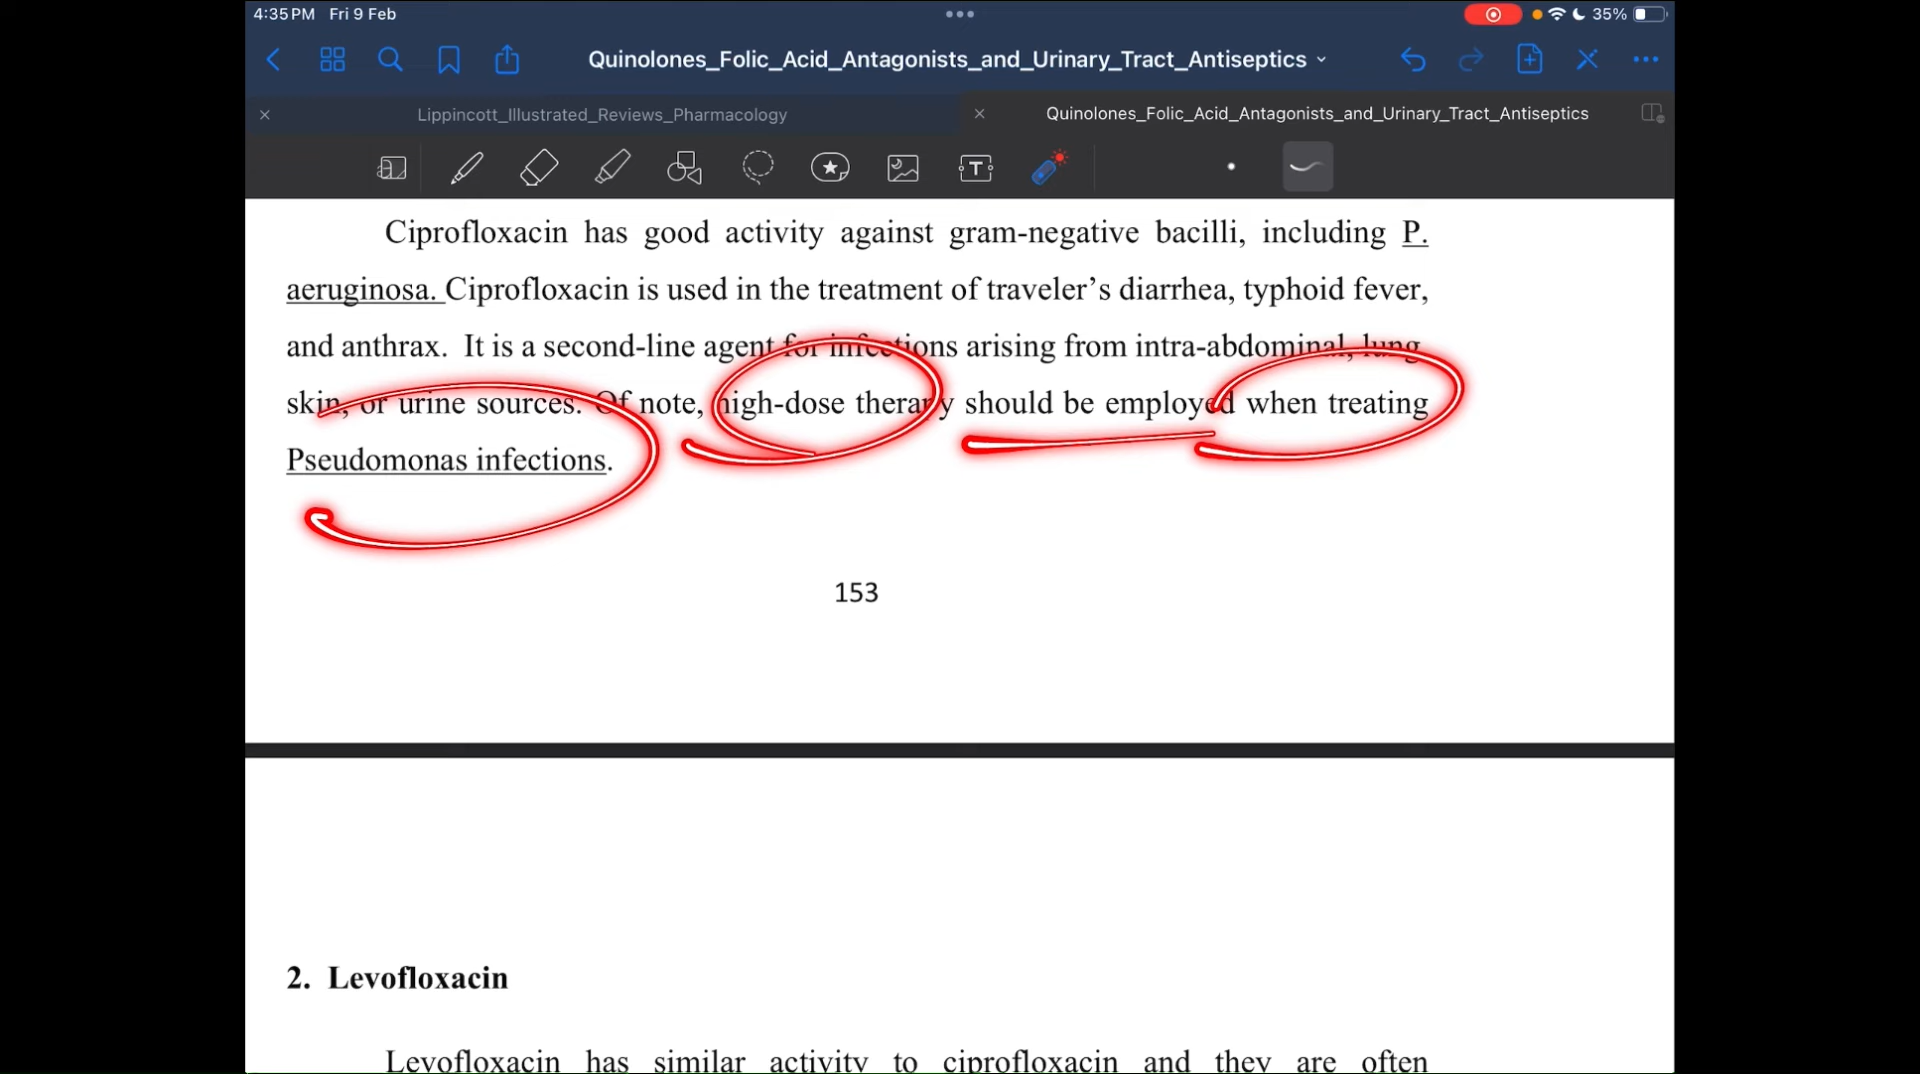 4:35 PM Fri 9 Feb
35%
Quinolones_Folic_Acid_Antagonists_and_Urinary_Tract_Antiseptics
Lippincott_Illustrated_Reviews_Pharmacology
Quinolones_Folic_Acid_Antagonists_and_Urinary_Tract_Antiseptics
Ciprofloxacin has good activity against gram-negative bacilli, including P.
aeruginosa. Ciprofloxacin is used in the treatment of traveler’s diarrhea, typhoid fever,
and anthrax. It is a second-line agent for infections arising from intra-abdominal, lung,
skin, or urine sources. Of note, high-dose therapy should be employed when treating
Pseudomonas infections.
153
2. Levofloxacin
Levofloxacin has similar activity to ciprofloxacin and they are often